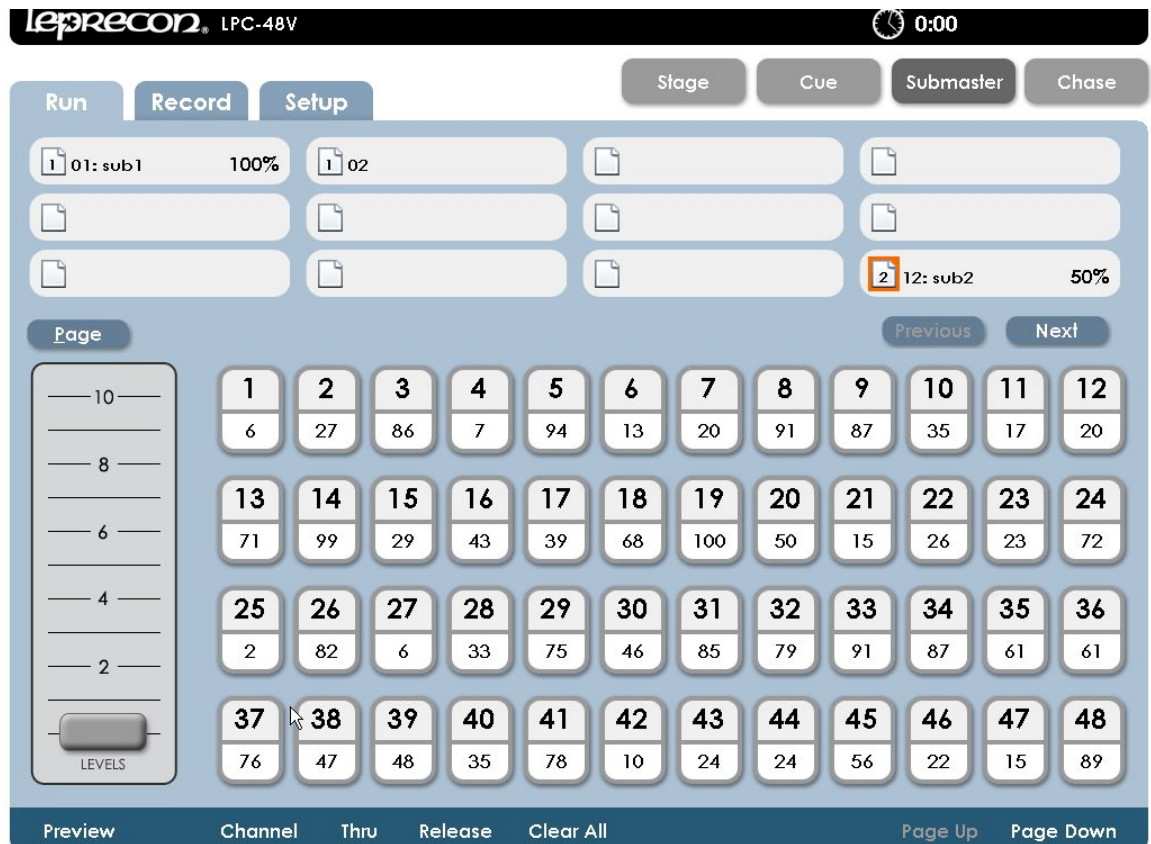 leprecon® LPC-48V 0:00
Stage Cue Submaster Chase
Run Record Setup
1 01: sub1 100% 1 02
2 12: sub2 50%
Page Previous Next
10
8
6
4
2
LEVELS
1 2 3 4 5 6 7 8 9 10 11 12
6 27 86 7 94 13 20 91 87 35 17 20
13 14 15 16 17 18 19 20 21 22 23 24
71 99 29 43 39 68 100 50 15 26 23 72
25 26 27 28 29 30 31 32 33 34 35 36
2 82 6 33 75 46 85 79 91 87 61 61
37 38 39 40 41 42 43 44 45 46 47 48
76 47 48 35 78 10 24 24 56 22 15 89
Preview Channel Thru Release Clear All Page Up Page Down